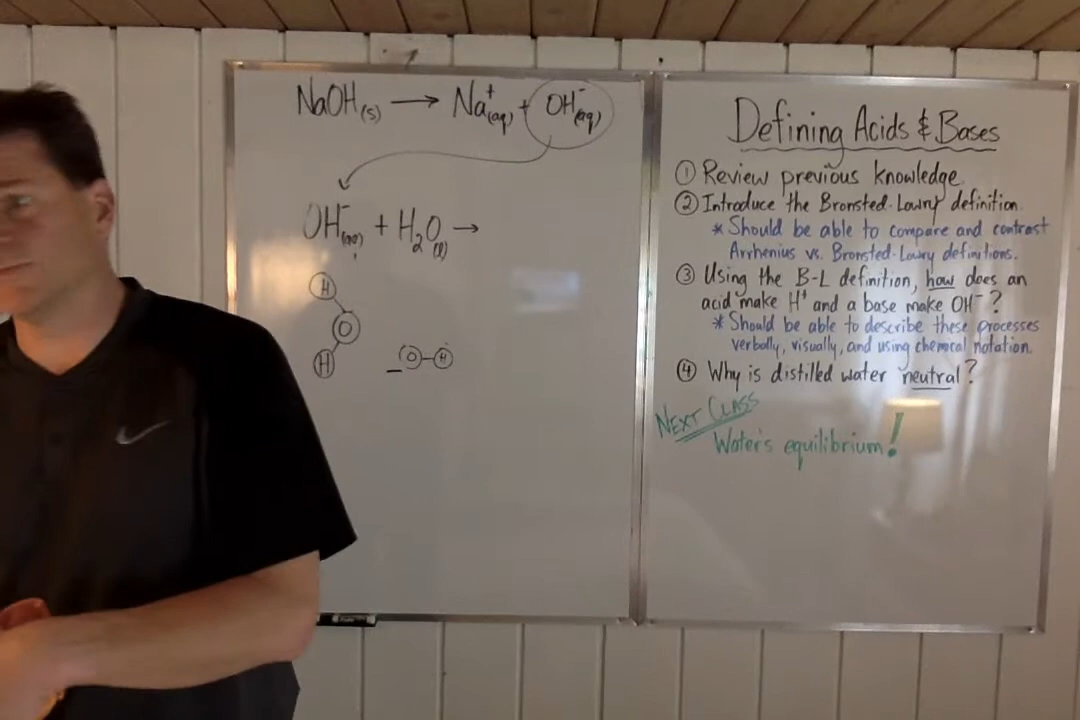 NaOH(s) → Na⁺(aq) + OH⁻(aq)
OH⁻(aq) + H₂O(l) →
H
O
H
– O–H
Defining Acids & Bases
① Review previous knowledge
② Introduce the Bronsted-Lowry definition.
* Should be able to compare and contrast
Arrhenius vs. Bronsted-Lowry definitions.
③ Using the B-L definition, how does an
acid make H⁺ and a base make OH⁻?
* Should be able to describe these processes
verbally, visually, and using chemical notation.
④ Why is distilled water neutral?
NEXT CLASS
Water's equilibrium!